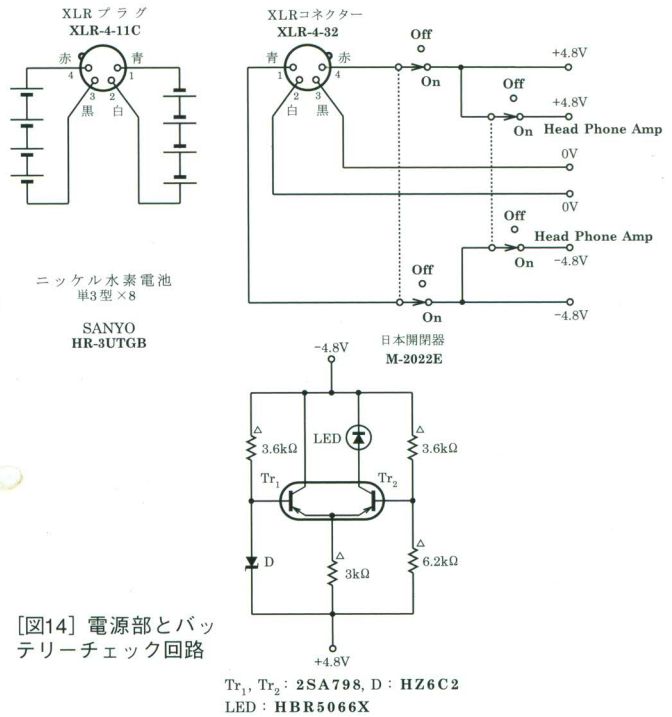 XLR プラグ
XLR-4-11C
赤
青
4
1
3
2
黒
白
ニッケル水素電池
単3型×8
SANYO
HR-3UTGB
XLRコネクター
XLR-4-32
青
赤
1
4
2
3
白
黒
Off
On
+4.8V
Off
On
+4.8V
Head Phone Amp
0V
0V
Off
On
Head Phone Amp
-4.8V
Off
On
-4.8V
日本開閉器
M-2022E
-4.8V
3.6kΩ
LED
3.6kΩ
Tr1
Tr2
D
3kΩ
6.2kΩ
+4.8V
[図14] 電源部とバッ
テリーチェック回路
Tr1, Tr2 : 2SA798, D : HZ6C2
LED : HBR5066X